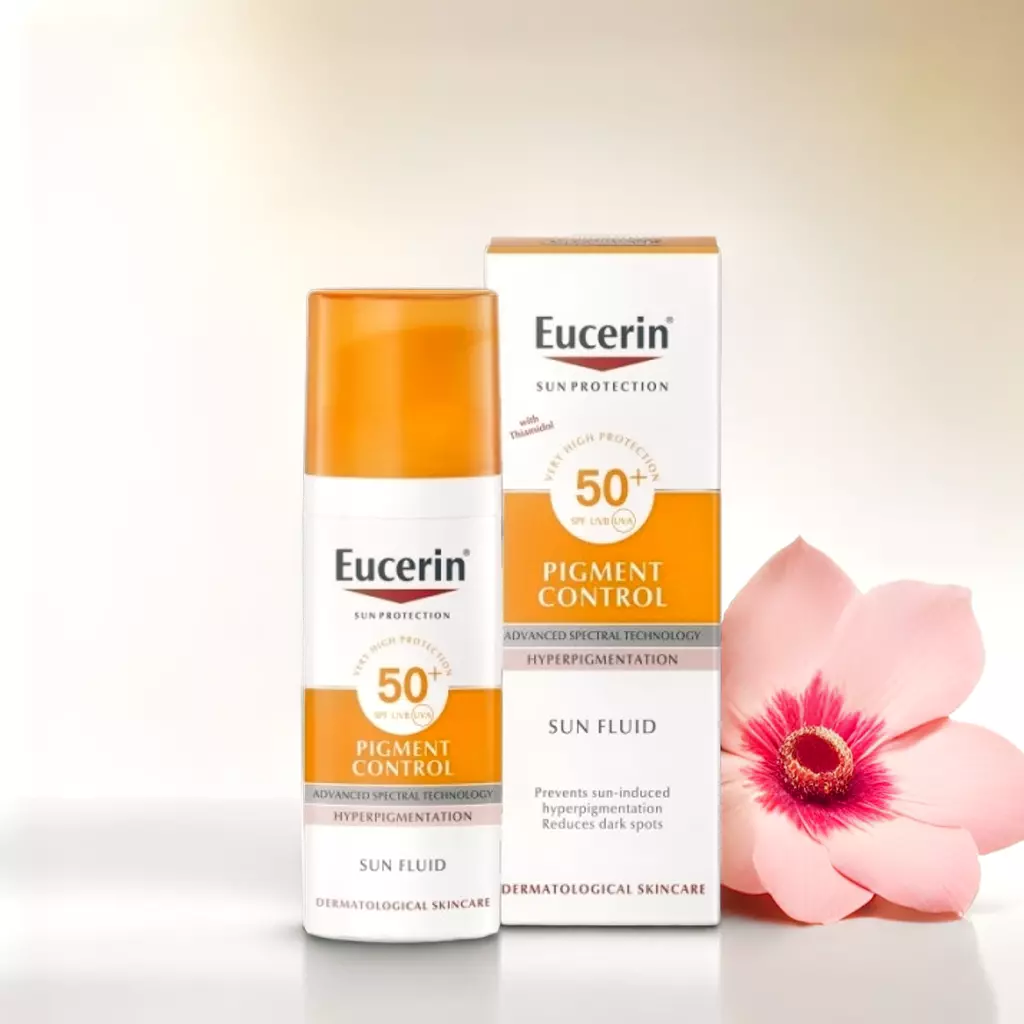 Eucerin®
SUN PROTECTION
VERY HIGH PROTECTION
50+
SPF UVB UVA
PIGMENT
CONTROL
ADVANCED SPECTRAL TECHNOLOGY
HYPERPIGMENTATION
SUN FLUID
DERMATOLOGICAL SKINCARE
Eucerin®
SUN PROTECTION
with
Thiamidol
VERY HIGH PROTECTION
50+
SPF UVB UVA
PIGMENT
CONTROL
ADVANCED SPECTRAL TECHNOLOGY
HYPERPIGMENTATION
SUN FLUID
Prevents sun-induced
hyperpigmentation
Reduces dark spots
DERMATOLOGICAL SKINCARE